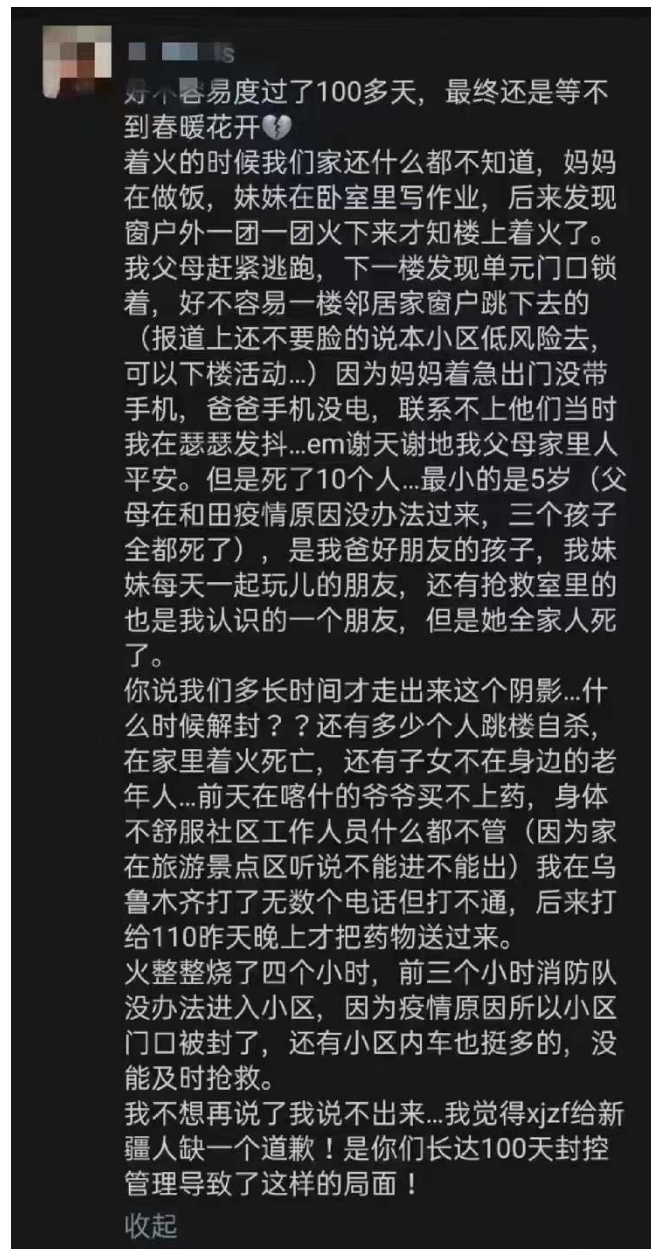 好不容易度过了100多天，最终还是等不
到春暖花开💔
着火的时候我们家还什么都不知道，妈妈
在做饭，妹妹在卧室里写作业，后来发现
窗户外一团一团火下来才知楼上着火了。
我父母赶紧逃跑，下一楼发现单元门口锁
着，好不容易一楼邻居家窗户跳下去的
（报道上还不要脸的说本小区低风险去，
可以下楼活动…）因为妈妈着急出门没带
手机，爸爸手机没电，联系不上他们当时
我在瑟瑟发抖…em谢天谢地我父母家里人
平安。但是死了10个人…最小的是5岁（父
母在和田疫情原因没办法过来，三个孩子
全都死了），是我爸好朋友的孩子，我妹
妹每天一起玩儿的朋友，还有抢救室里的
也是我认识的一个朋友，但是她全家人死
了。
你说我们多长时间才走出来这个阴影…什
么时候解封？？还有多少个人跳楼自杀，
在家里着火死亡，还有子女不在身边的老
年人…前天在喀什的爷爷买不上药，身体
不舒服社区工作人员什么都不管（因为家
在旅游景点区听说不能进不能出）我在乌
鲁木齐打了无数个电话但打不通，后来打
给110昨天晚上才把药物送过来。
火整整烧了四个小时，前三个小时消防队
没办法进入小区，因为疫情原因所以小区
门口被封了，还有小区内车也挺多的，没
能及时抢救。
我不想再说了我说不出来…我觉得xjzf给新
疆人缺一个道歉！是你们长达100天封控
管理导致了这样的局面！
收起